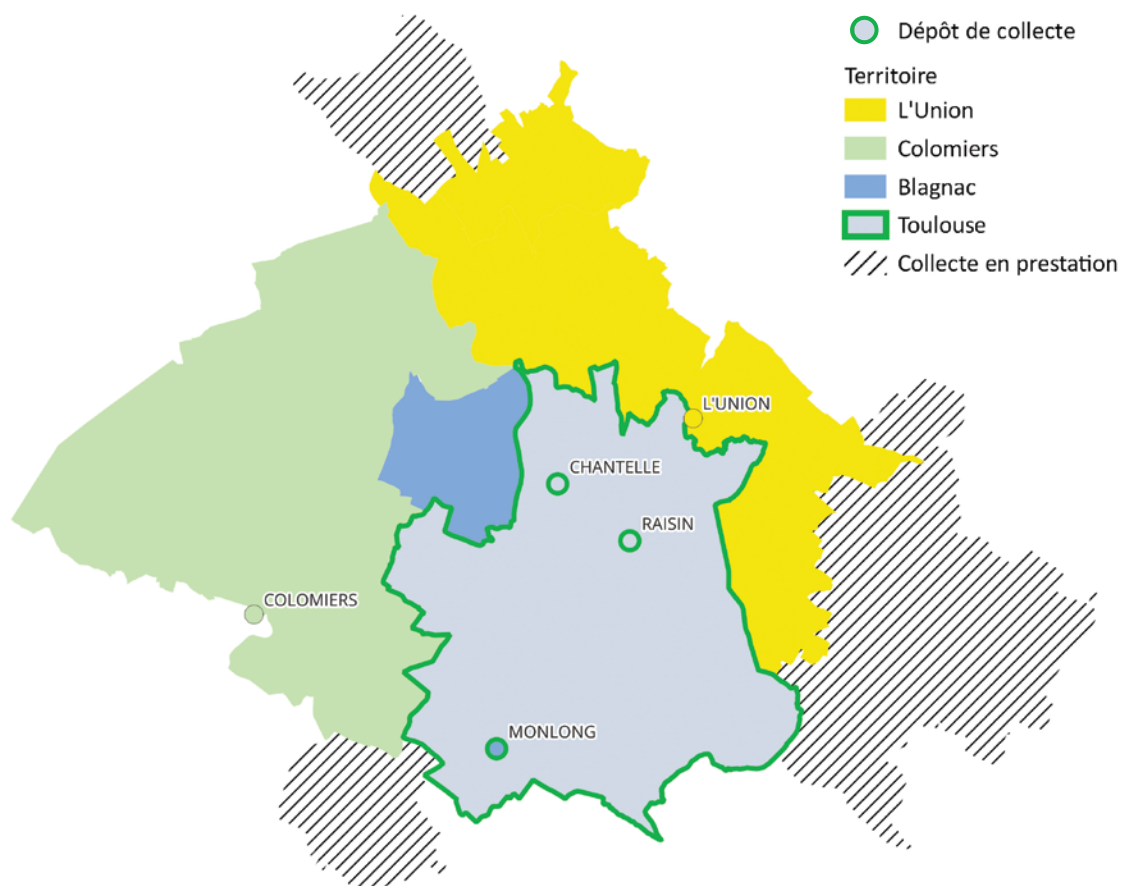 Dépôt de collecte
Territoire
L'Union
Colomiers
Blagnac
Toulouse
Collecte en prestation
L'UNION
CHANTELLE
RAISIN
COLOMIERS
MONLONG